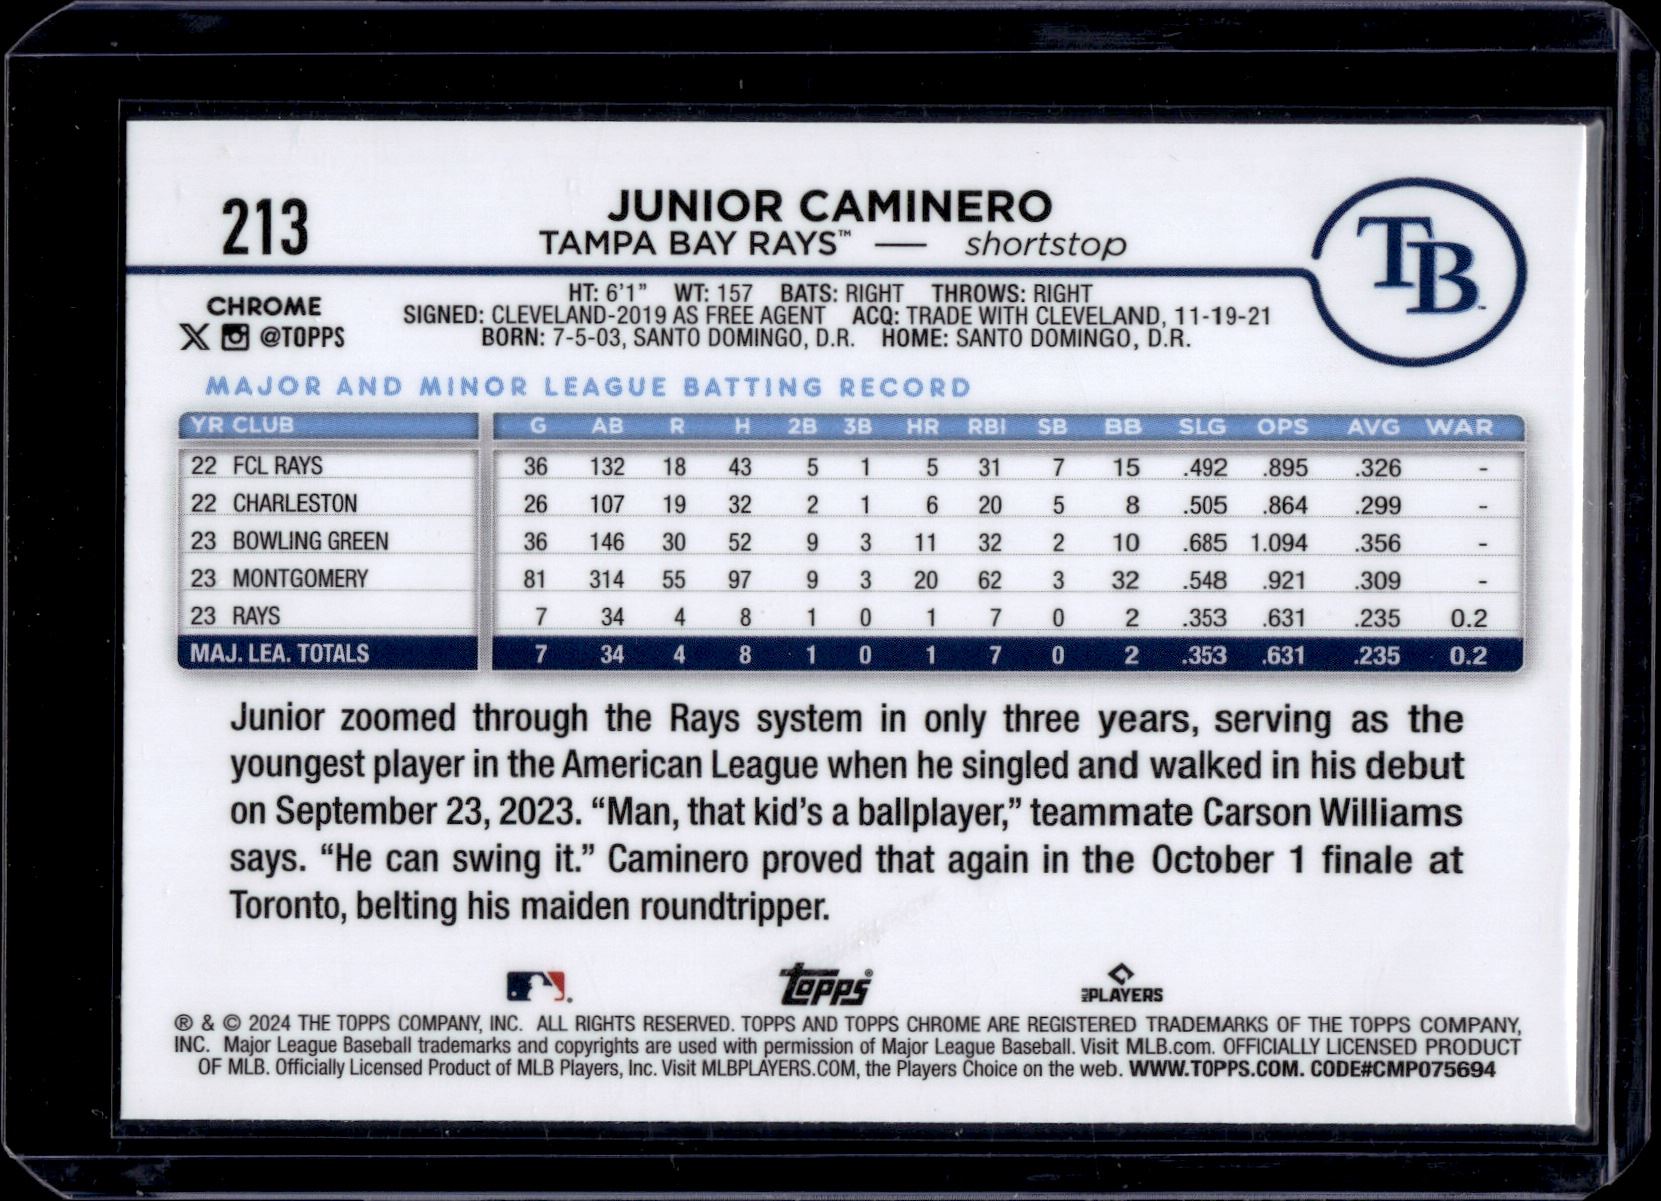 213
JUNIOR CAMINERO
TAMPA BAY RAYS™ — shortstop
TB
CHROME
X @TOPPS
HT: 6'1" WT: 157 BATS: RIGHT THROWS: RIGHT
SIGNED: CLEVELAND-2019 AS FREE AGENT ACQ: TRADE WITH CLEVELAND, 11-19-21
BORN: 7-5-03, SANTO DOMINGO, D.R. HOME: SANTO DOMINGO, D.R.
MAJOR AND MINOR LEAGUE BATTING RECORD
YR CLUB G AB R H 2B 3B HR RBI SB BB SLG OPS AVG WAR
22 FCL RAYS 36 132 18 43 5 1 5 31 7 15 .492 .895 .326 -
22 CHARLESTON 26 107 19 32 2 1 6 20 5 8 .505 .864 .299 -
23 BOWLING GREEN 36 146 30 52 9 3 11 32 2 10 .685 1.094 .356 -
23 MONTGOMERY 81 314 55 97 9 3 20 62 3 32 .548 .921 .309 -
23 RAYS 7 34 4 8 1 0 1 7 0 2 .353 .631 .235 0.2
MAJ. LEA. TOTALS 7 34 4 8 1 0 1 7 0 2 .353 .631 .235 0.2
Junior zoomed through the Rays system in only three years, serving as the
youngest player in the American League when he singled and walked in his debut
on September 23, 2023. “Man, that kid’s a ballplayer,” teammate Carson Williams
says. “He can swing it.” Caminero proved that again in the October 1 finale at
Toronto, belting his maiden roundtripper.
Topps® MLB PLAYERS
® & © 2024 THE TOPPS COMPANY, INC. ALL RIGHTS RESERVED. TOPPS AND TOPPS CHROME ARE REGISTERED TRADEMARKS OF THE TOPPS COMPANY,
INC. Major League Baseball trademarks and copyrights are used with permission of Major League Baseball. Visit MLB.com. OFFICIALLY LICENSED PRODUCT
OF MLB. Officially Licensed Product of MLB Players, Inc. Visit MLBPLAYERS.COM, the Players Choice on the web. WWW.TOPPS.COM. CODE#CMP075694